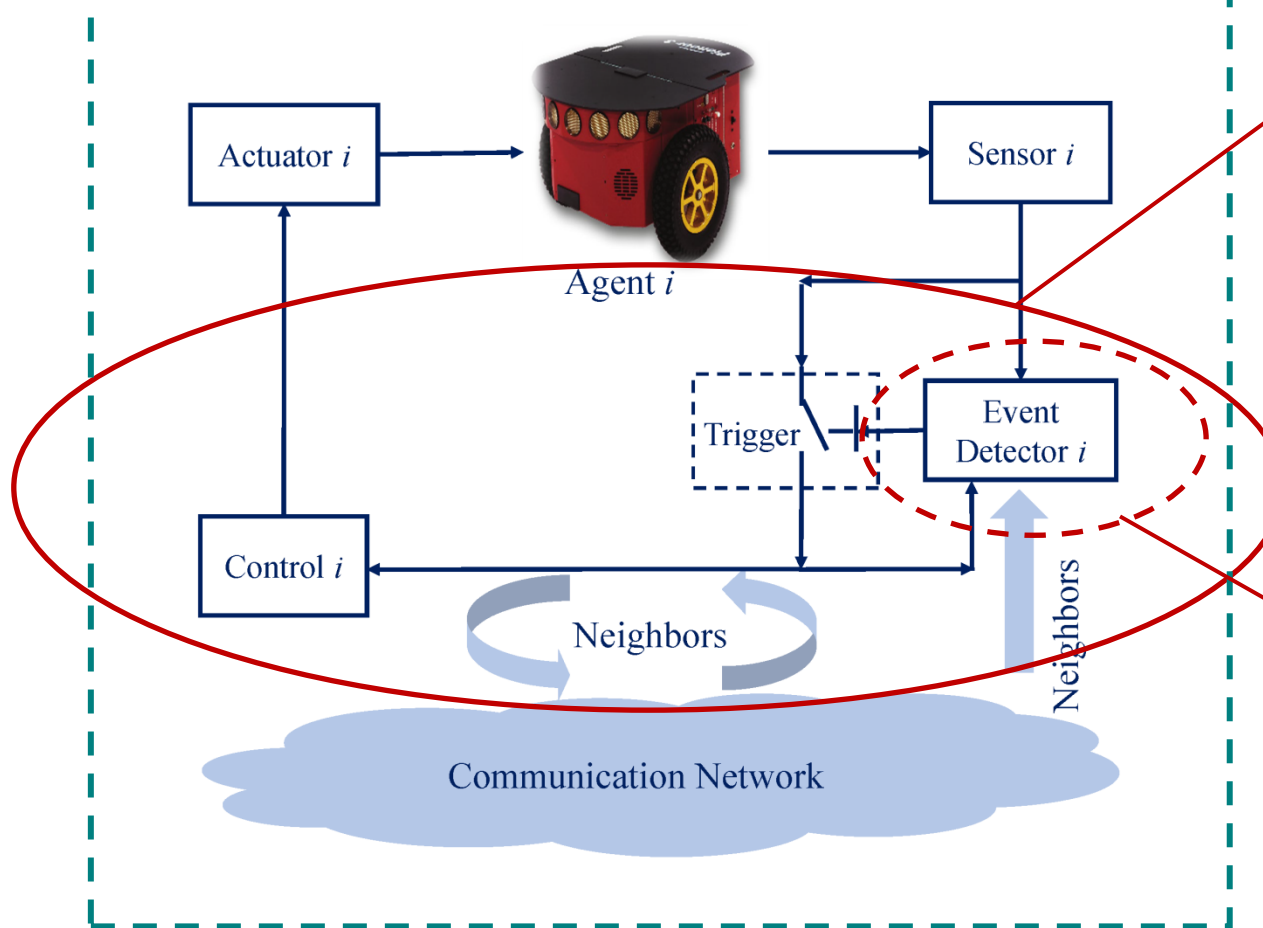 Actuator i
Sensor i
Agent i
Trigger
Event
Detector i
Control i
Neighbors
Neighbors
Communication Network